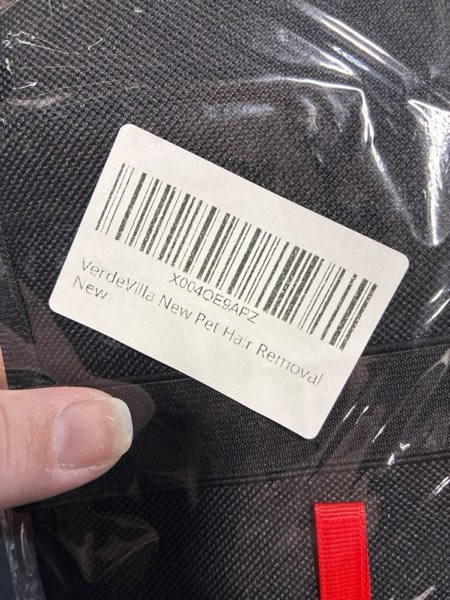 X004OE9APZ
VerdeVilla New Pet Hair Removal
New